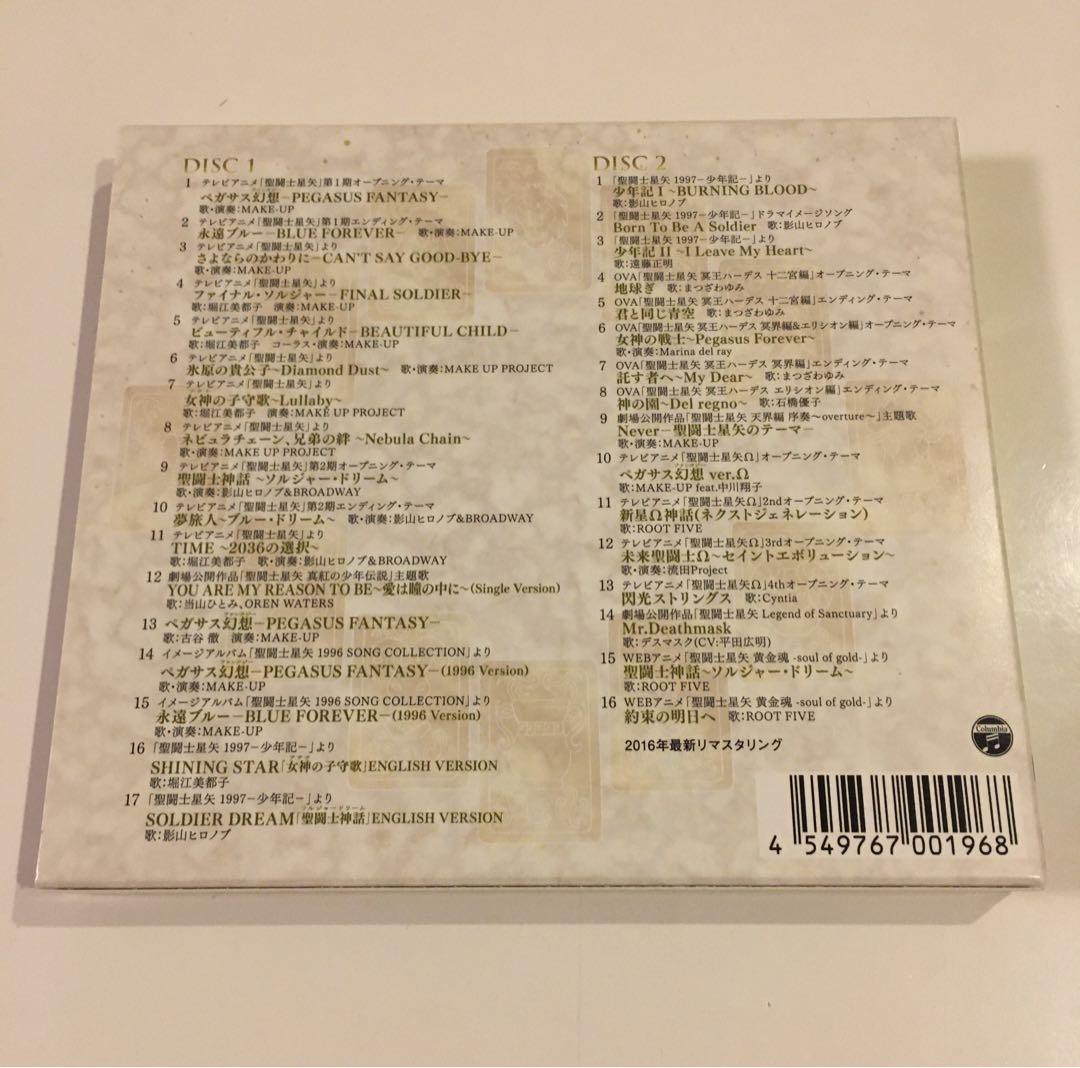 DISC 1
1 テレビアニメ「聖闘士星矢」第1期オープニング・テーマ
ペガサス幻想－PEGASUS FANTASY－
歌・演奏：MAKE-UP
2 テレビアニメ「聖闘士星矢」第1期エンディング・テーマ
永遠ブルー－BLUE FOREVER－ 歌・演奏：MAKE-UP
3 テレビアニメ「聖闘士星矢」より
さよならのかわりに－CAN'T SAY GOOD-BYE－
歌・演奏：MAKE-UP
4 テレビアニメ「聖闘士星矢」より
ファイナル・ソルジャー－FINAL SOLDIER－
歌：堀江美都子 演奏：MAKE-UP
5 テレビアニメ「聖闘士星矢」より
ビューティフル・チャイルド－BEAUTIFUL CHILD－
歌：堀江美都子 コーラス・演奏：MAKE-UP
6 テレビアニメ「聖闘士星矢」より
氷原の貴公子～Diamond Dust～ 歌・演奏：MAKE UP PROJECT
7 テレビアニメ「聖闘士星矢」より
女神の子守歌～Lullaby～
歌：堀江美都子 演奏：MAKE UP PROJECT
8 テレビアニメ「聖闘士星矢」より
ネビュラチェーン、兄弟の絆 ～Nebula Chain～
歌・演奏：MAKE UP PROJECT
9 テレビアニメ「聖闘士星矢」第2期オープニング・テーマ
聖闘士神話 ～ソルジャー・ドリーム～
歌・演奏：影山ヒロノブ&BROADWAY
10 テレビアニメ「聖闘士星矢」第2期エンディング・テーマ
夢旅人～ブルー・ドリーム～ 歌・演奏：影山ヒロノブ&BROADWAY
11 テレビアニメ「聖闘士星矢」より
TIME ～2036の選択～
歌：堀江美都子 歌・演奏：影山ヒロノブ&BROADWAY
12 劇場公開作品「聖闘士星矢 真紅の少年伝説」主題歌
YOU ARE MY REASON TO BE～愛は瞳の中に～(Single Version)
歌：当山ひとみ、OREN WATERS
ファンタジー
13 ペガサス幻想－PEGASUS FANTASY－
歌：古谷 徹 演奏：MAKE-UP
14 イメージアルバム「聖闘士星矢 1996 SONG COLLECTION」より
ファンタジー
ペガサス幻想－PEGASUS FANTASY－(1996 Version)
歌・演奏：MAKE-UP
15 イメージアルバム「聖闘士星矢 1996 SONG COLLECTION」より
永遠ブルー－BLUE FOREVER－(1996 Version)
歌・演奏：MAKE-UP
16 「聖闘士星矢 1997－少年記－」より
SHINING STAR「女神の子守歌」ENGLISH VERSION
歌：堀江美都子
17 「聖闘士星矢 1997－少年記－」より
ソルジャードリーム
SOLDIER DREAM「聖闘士神話」ENGLISH VERSION
歌：影山ヒロノブ
DISC 2
1 「聖闘士星矢 1997－少年記－」より
少年記 I ～BURNING BLOOD～
歌：影山ヒロノブ
2 「聖闘士星矢 1997－少年記－」ドラマイメージソング
Born To Be A Soldier 歌：影山ヒロノブ
3 「聖闘士星矢 1997－少年記－」より
少年記 II ～I Leave My Heart～
歌：遠藤正明
4 OVA「聖闘士星矢 冥王ハーデス 十二宮編」オープニング・テーマ
地球ぎ 歌：まつざわゆみ
5 OVA「聖闘士星矢 冥王ハーデス 十二宮編」エンディング・テーマ
君と同じ青空 歌：まつざわゆみ
6 OVA「聖闘士星矢 冥王ハーデス 冥界編&エリシオン編」オープニング・テーマ
女神の戦士～Pegasus Forever～
歌・演奏：Marina del ray
7 OVA「聖闘士星矢 冥王ハーデス 冥界編」エンディング・テーマ
託す者へ～My Dear～ 歌：まつざわゆみ
8 OVA「聖闘士星矢 冥王ハーデス エリシオン編」エンディング・テーマ
神の園～Del regno～ 歌：石橋優子
9 劇場公開作品「聖闘士星矢 天界編 序奏～overture～」主題歌
Never－聖闘士星矢のテーマ－
歌・演奏：MAKE-UP
10 テレビアニメ「聖闘士星矢Ω」オープニング・テーマ
ファンタジー
ペガサス幻想 ver.Ω
歌：MAKE-UP feat.中川翔子
11 テレビアニメ「聖闘士星矢Ω」2ndオープニング・テーマ
新星Ω神話(ネクストジェネレーション)
歌：ROOT FIVE
12 テレビアニメ「聖闘士星矢Ω」3rdオープニング・テーマ
未来聖闘士Ω～セイントエボリューション～
歌・演奏：流田Project
13 テレビアニメ「聖闘士星矢Ω」4thオープニング・テーマ
閃光ストリングス 歌：Cyntia
14 劇場公開作品「聖闘士星矢 Legend of Sanctuary」より
Mr.Deathmask
歌：デスマスク(CV：平田広明)
15 WEBアニメ「聖闘士星矢 黄金魂 -soul of gold-」より
聖闘士神話～ソルジャー・ドリーム～
歌：ROOT FIVE
16 WEBアニメ「聖闘士星矢 黄金魂 -soul of gold-」より
約束の明日へ 歌：ROOT FIVE
2016年最新リマスタリング
Columbia
4 549767 001968